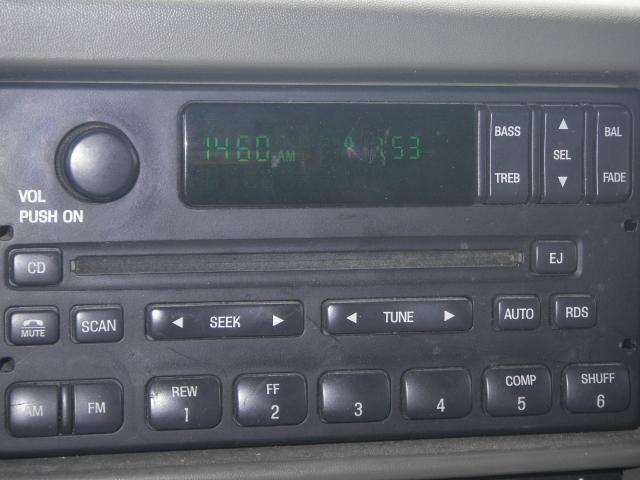 1460 AM
:53
BASS
TREB
SEL
BAL
FADE
VOL
PUSH ON
CD
EJ
MUTE
SCAN
SEEK
TUNE
AUTO
RDS
AM
FM
REW
1
FF
2
3
4
COMP
5
SHUFF
6